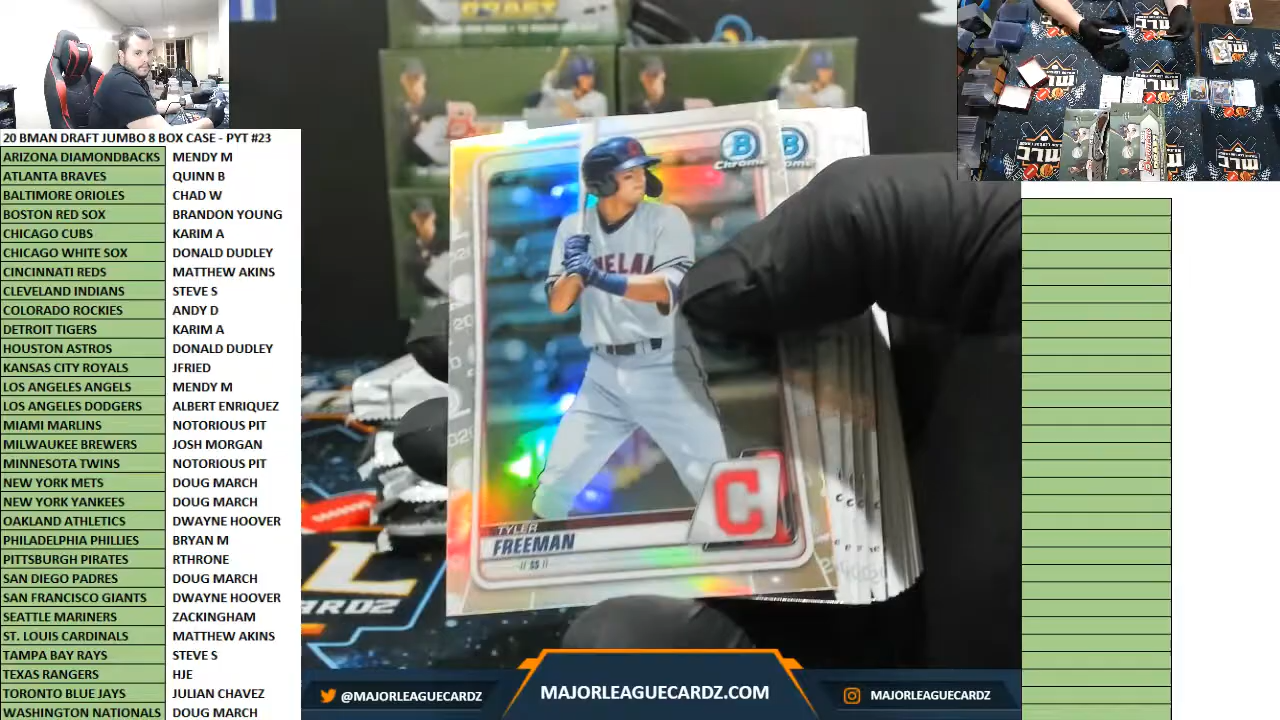 20 BMAN DRAFT JUMBO 8 BOX CASE - PYT #23
ARIZONA DIAMONDBACKS MENDY M
ATLANTA BRAVES QUINN B
BALTIMORE ORIOLES CHAD W
BOSTON RED SOX BRANDON YOUNG
CHICAGO CUBS KARIM A
CHICAGO WHITE SOX DONALD DUDLEY
CINCINNATI REDS MATTHEW AKINS
CLEVELAND INDIANS STEVE S
COLORADO ROCKIES ANDY D
DETROIT TIGERS KARIM A
HOUSTON ASTROS DONALD DUDLEY
KANSAS CITY ROYALS JFRIED
LOS ANGELES ANGELS MENDY M
LOS ANGELES DODGERS ALBERT ENRIQUEZ
MIAMI MARLINS NOTORIOUS PIT
MILWAUKEE BREWERS JOSH MORGAN
MINNESOTA TWINS NOTORIOUS PIT
NEW YORK METS DOUG MARCH
NEW YORK YANKEES DOUG MARCH
OAKLAND ATHLETICS DWAYNE HOOVER
PHILADELPHIA PHILLIES BRYAN M
PITTSBURGH PIRATES RTHRONE
SAN DIEGO PADRES DOUG MARCH
SAN FRANCISCO GIANTS DWAYNE HOOVER
SEATTLE MARINERS ZACKINGHAM
ST. LOUIS CARDINALS MATTHEW AKINS
TAMPA BAY RAYS STEVE S
TEXAS RANGERS HJE
TORONTO BLUE JAYS JULIAN CHAVEZ
WASHINGTON NATIONALS DOUG MARCH
DRAFT
B
Chrome
C
TYLER
FREEMAN
// SS //
@MAJORLEAGUECARDZ
MAJORLEAGUECARDZ.COM
MAJORLEAGUECARDZ